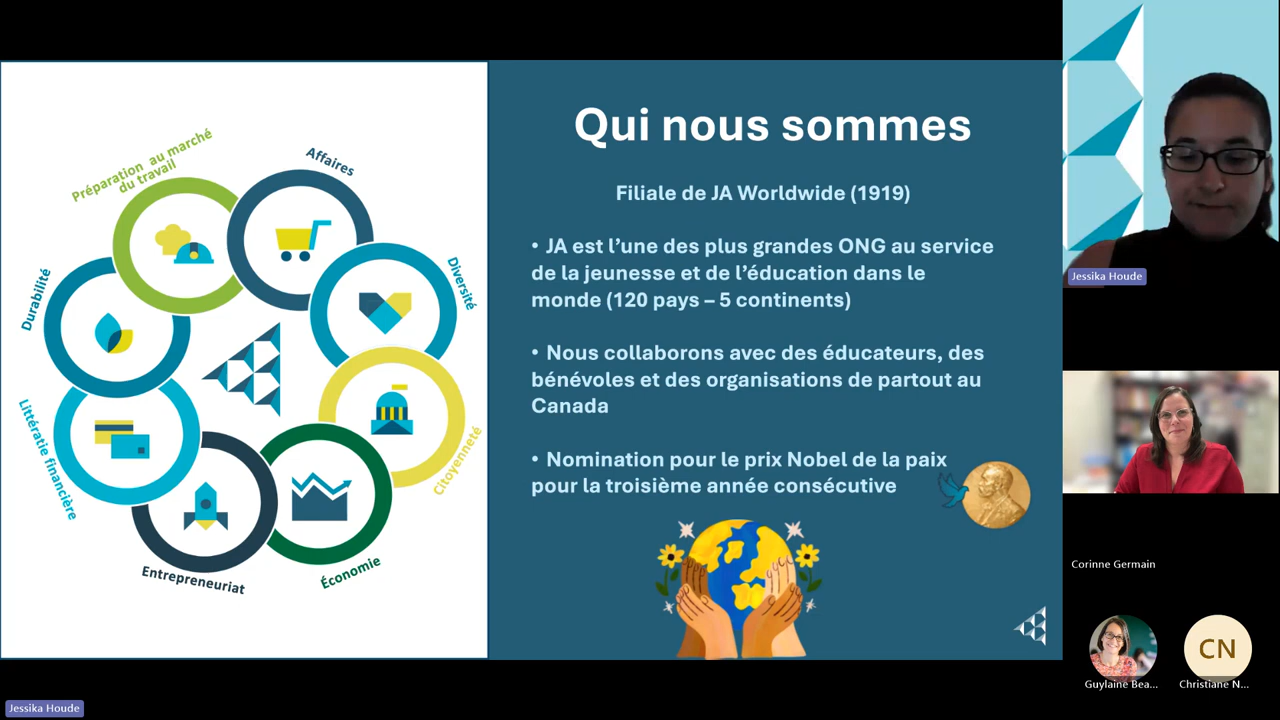 Préparation au marché
du travail
Affaires
Diversité
Citoyenneté
Économie
Entrepreneuriat
Littératie financière
Durabilité
Qui nous sommes
Filiale de JA Worldwide (1919)
• JA est l’une des plus grandes ONG au service
de la jeunesse et de l’éducation dans le
monde (120 pays – 5 continents)
• Nous collaborons avec des éducateurs, des
bénévoles et des organisations de partout au
Canada
• Nomination pour le prix Nobel de la paix
pour la troisième année consécutive
Jessika Houde
Corinne Germain
CN
Guylaine Bea...
Christiane N...
Jessika Houde